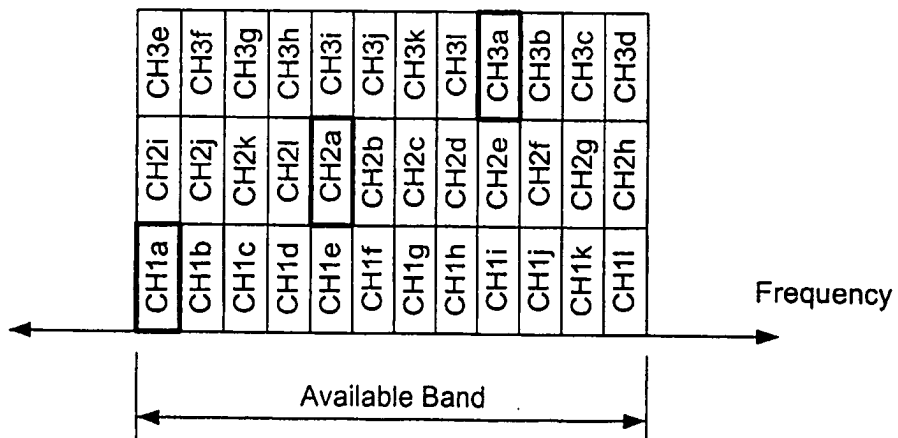 CH3e CH3f CH3g CH3h CH3i CH3j CH3k CH3l CH3a CH3b CH3c CH3d
CH2i CH2j CH2k CH2l CH2a CH2b CH2c CH2d CH2e CH2f CH2g CH2h
CH1a CH1b CH1c CH1d CH1e CH1f CH1g CH1h CH1i CH1j CH1k CH1l
Frequency
Available Band